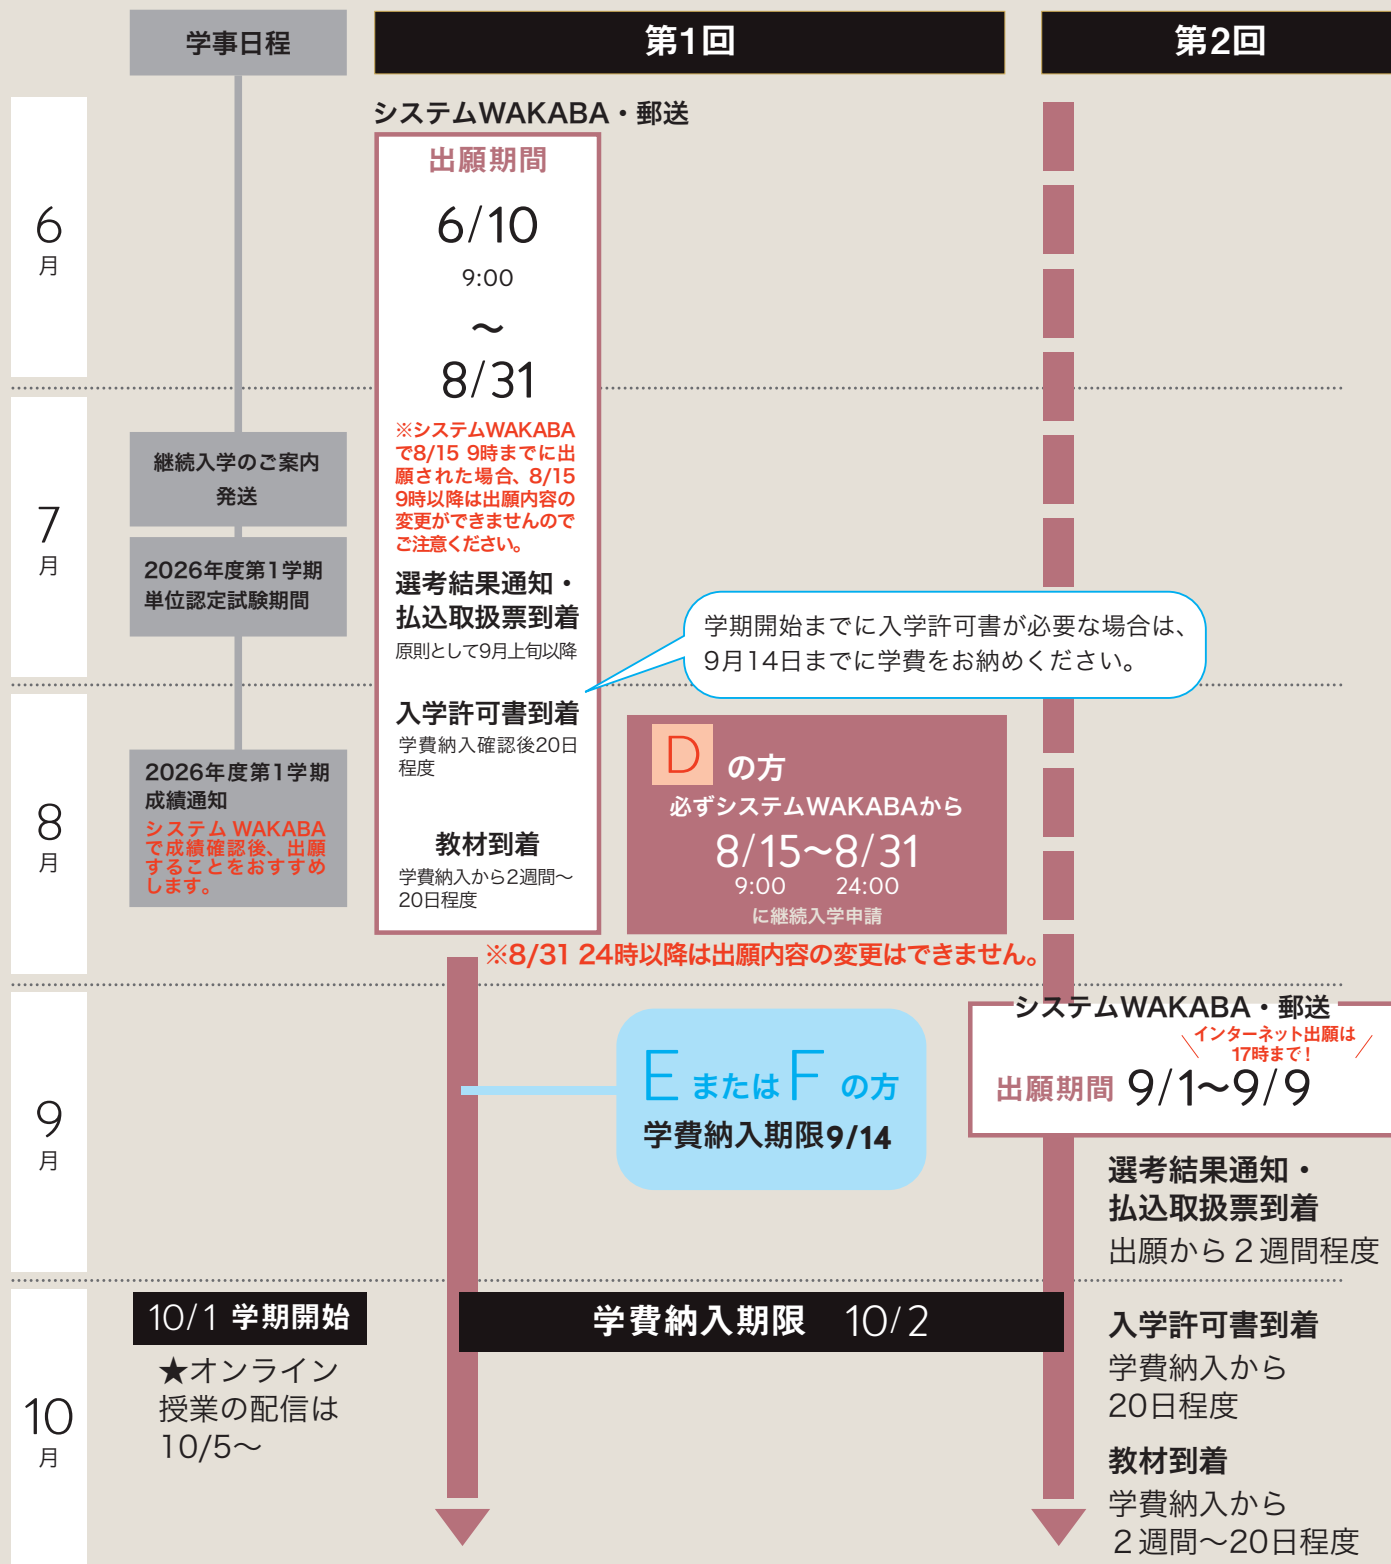 学事日程
第1回
第2回
システムWAKABA・郵送
出願期間
6/10
9:00
〜
8/31
※システムWAKABA
で8/15 9時までに出
願された場合、8/15
9時以降は出願内容の
変更ができませんので
ご注意ください。
選考結果通知・
払込取扱票到着
原則として9月上旬以降
入学許可書到着
学費納入確認後20日
程度
教材到着
学費納入から2週間〜
20日程度
6
月
7
月
8
月
9
月
10
月
継続入学のご案内
発送
2026年度第1学期
単位認定試験期間
2026年度第1学期
成績通知
システム WAKABA
で成績確認後、出願
することをおすすめ
します。
学期開始までに入学許可書が必要な場合は、
9月14日までに学費をお納めください。
D の方
必ずシステムWAKABAから
8/15〜8/31
9:00 24:00
に継続入学申請
※8/31 24時以降は出願内容の変更はできません。
E または F の方
学費納入期限9/14
システムWAKABA・郵送
インターネット出願は
17時まで！
出願期間 9/1〜9/9
選考結果通知・
払込取扱票到着
出願から２週間程度
10/1 学期開始
★オンライン
授業の配信は
10/5〜
学費納入期限 10/2
入学許可書到着
学費納入から
20日程度
教材到着
学費納入から
２週間〜20日程度